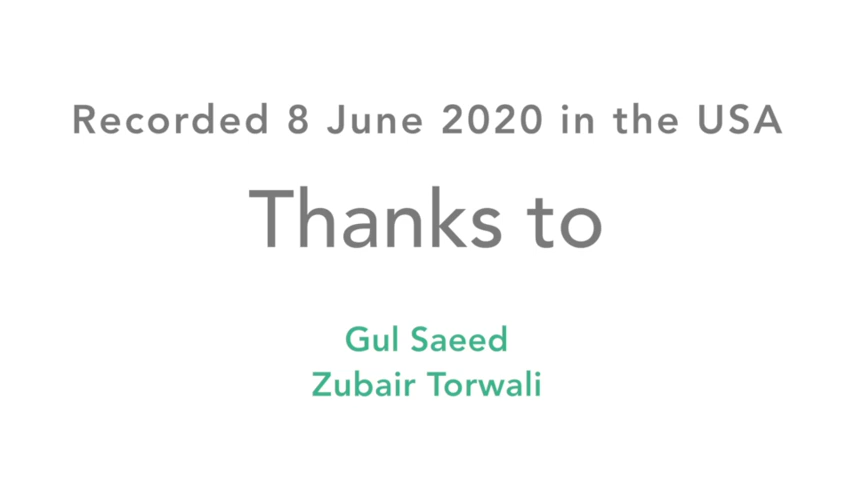 Recorded 8 June 2020 in the USA
Thanks to
Gul Saeed
Zubair Torwali